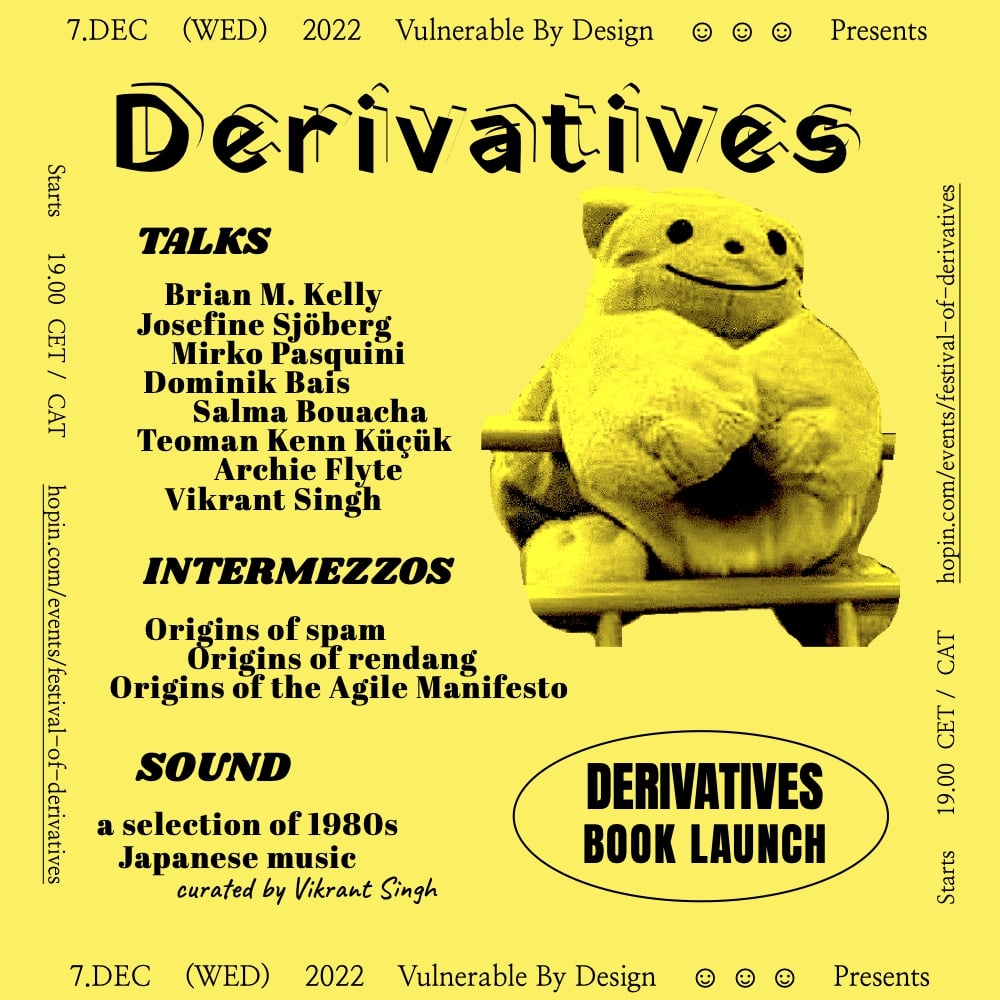 7.DEC (WED) 2022 Vulnerable By Design ☺ ☺ ☺ Presents
Derivatives
Starts 19.00 CET / CAT hopin.com/events/festival-of-derivatives
TALKS
Brian M. Kelly
Josefine Sjöberg
Mirko Pasquini
Dominik Bais
Salma Bouacha
Teoman Kenn Küçük
Archie Flyte
Vikrant Singh
INTERMEZZOS
Origins of spam
Origins of rendang
Origins of the Agile Manifesto
SOUND
a selection of 1980s
Japanese music
curated by Vikrant Singh
DERIVATIVES
BOOK LAUNCH
Starts 19.00 CET / CAT hopin.com/events/festival-of-derivatives
7.DEC (WED) 2022 Vulnerable By Design ☺ ☺ ☺ Presents